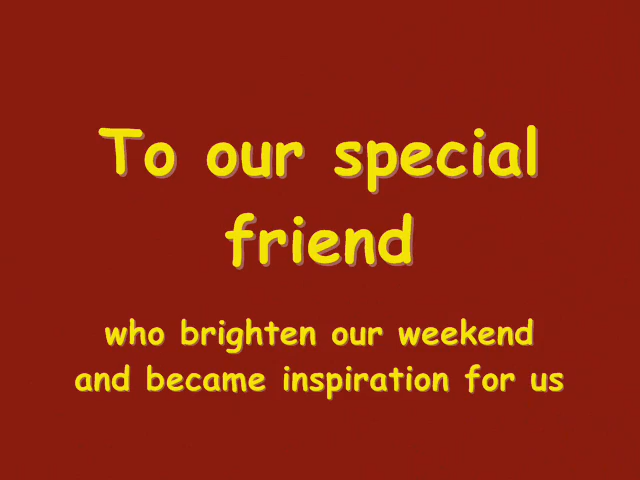 To our special
friend
who brighten our weekend
and became inspiration for us